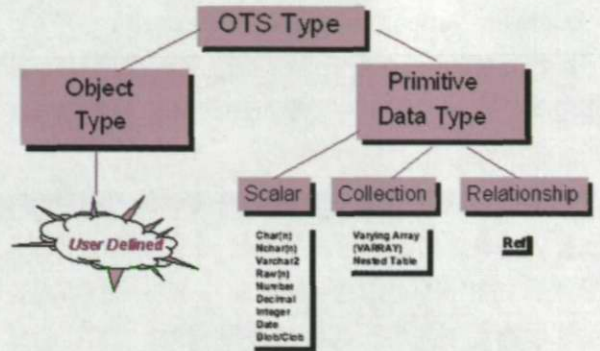 OTS Type
Object
Type
Primitive
Data Type
User Defined
Scalar
Collection
Relationship
Char(n)
Nchar(n)
Varchar2
Raw(n)
Number
Decimal
Integer
Date
Blob/Clob
Varying Array
(VARRAY)
Nested Table
Ref